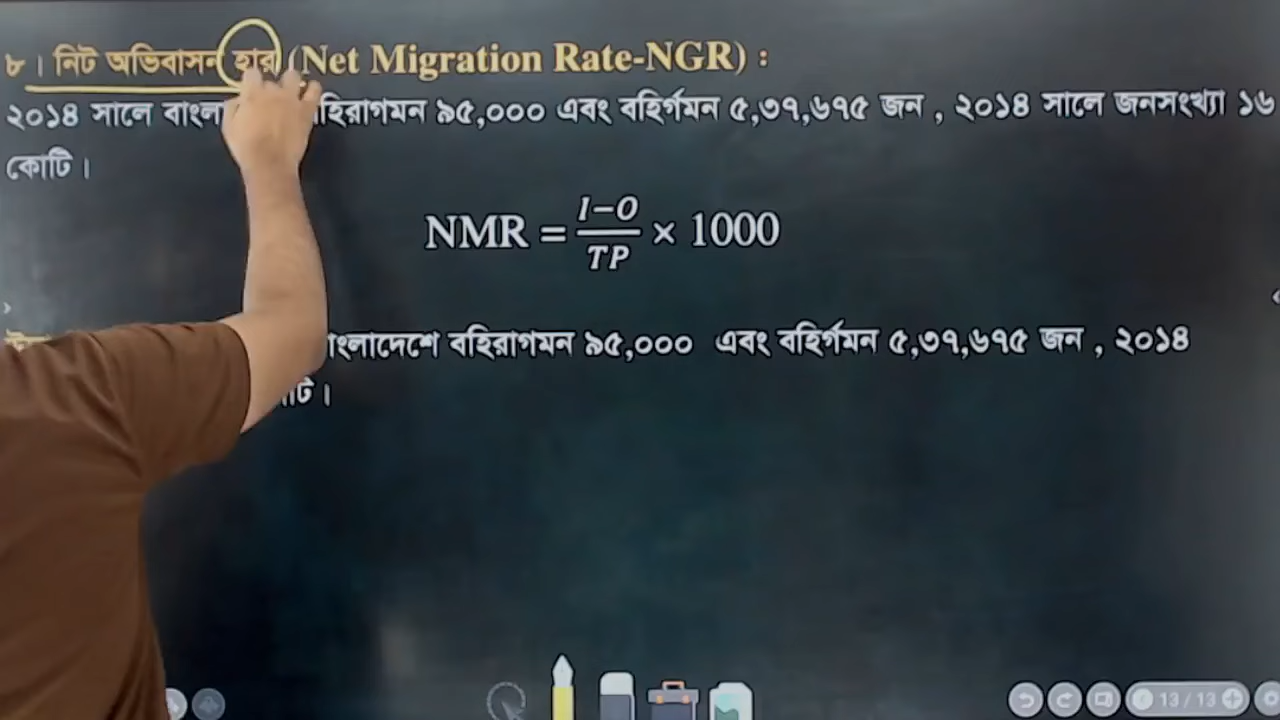 ৮। নিট অভিবাসন হার (Net Migration Rate-NGR) :
২০১৪ সালে বহিরাগমন ৯৫,০০০ এবং বহির্গমন ৫,৩৭,৬৭৫ জন , ২০১৪ সালে জনসংখ্যা ১৬
কোটি।
NMR = \frac{I-O}{TP} × 1000
বাংলাদেশে বহিরাগমন ৯৫,০০০ এবং বহির্গমন ৫,৩৭,৬৭৫ জন , ২০১৪
13 / 13